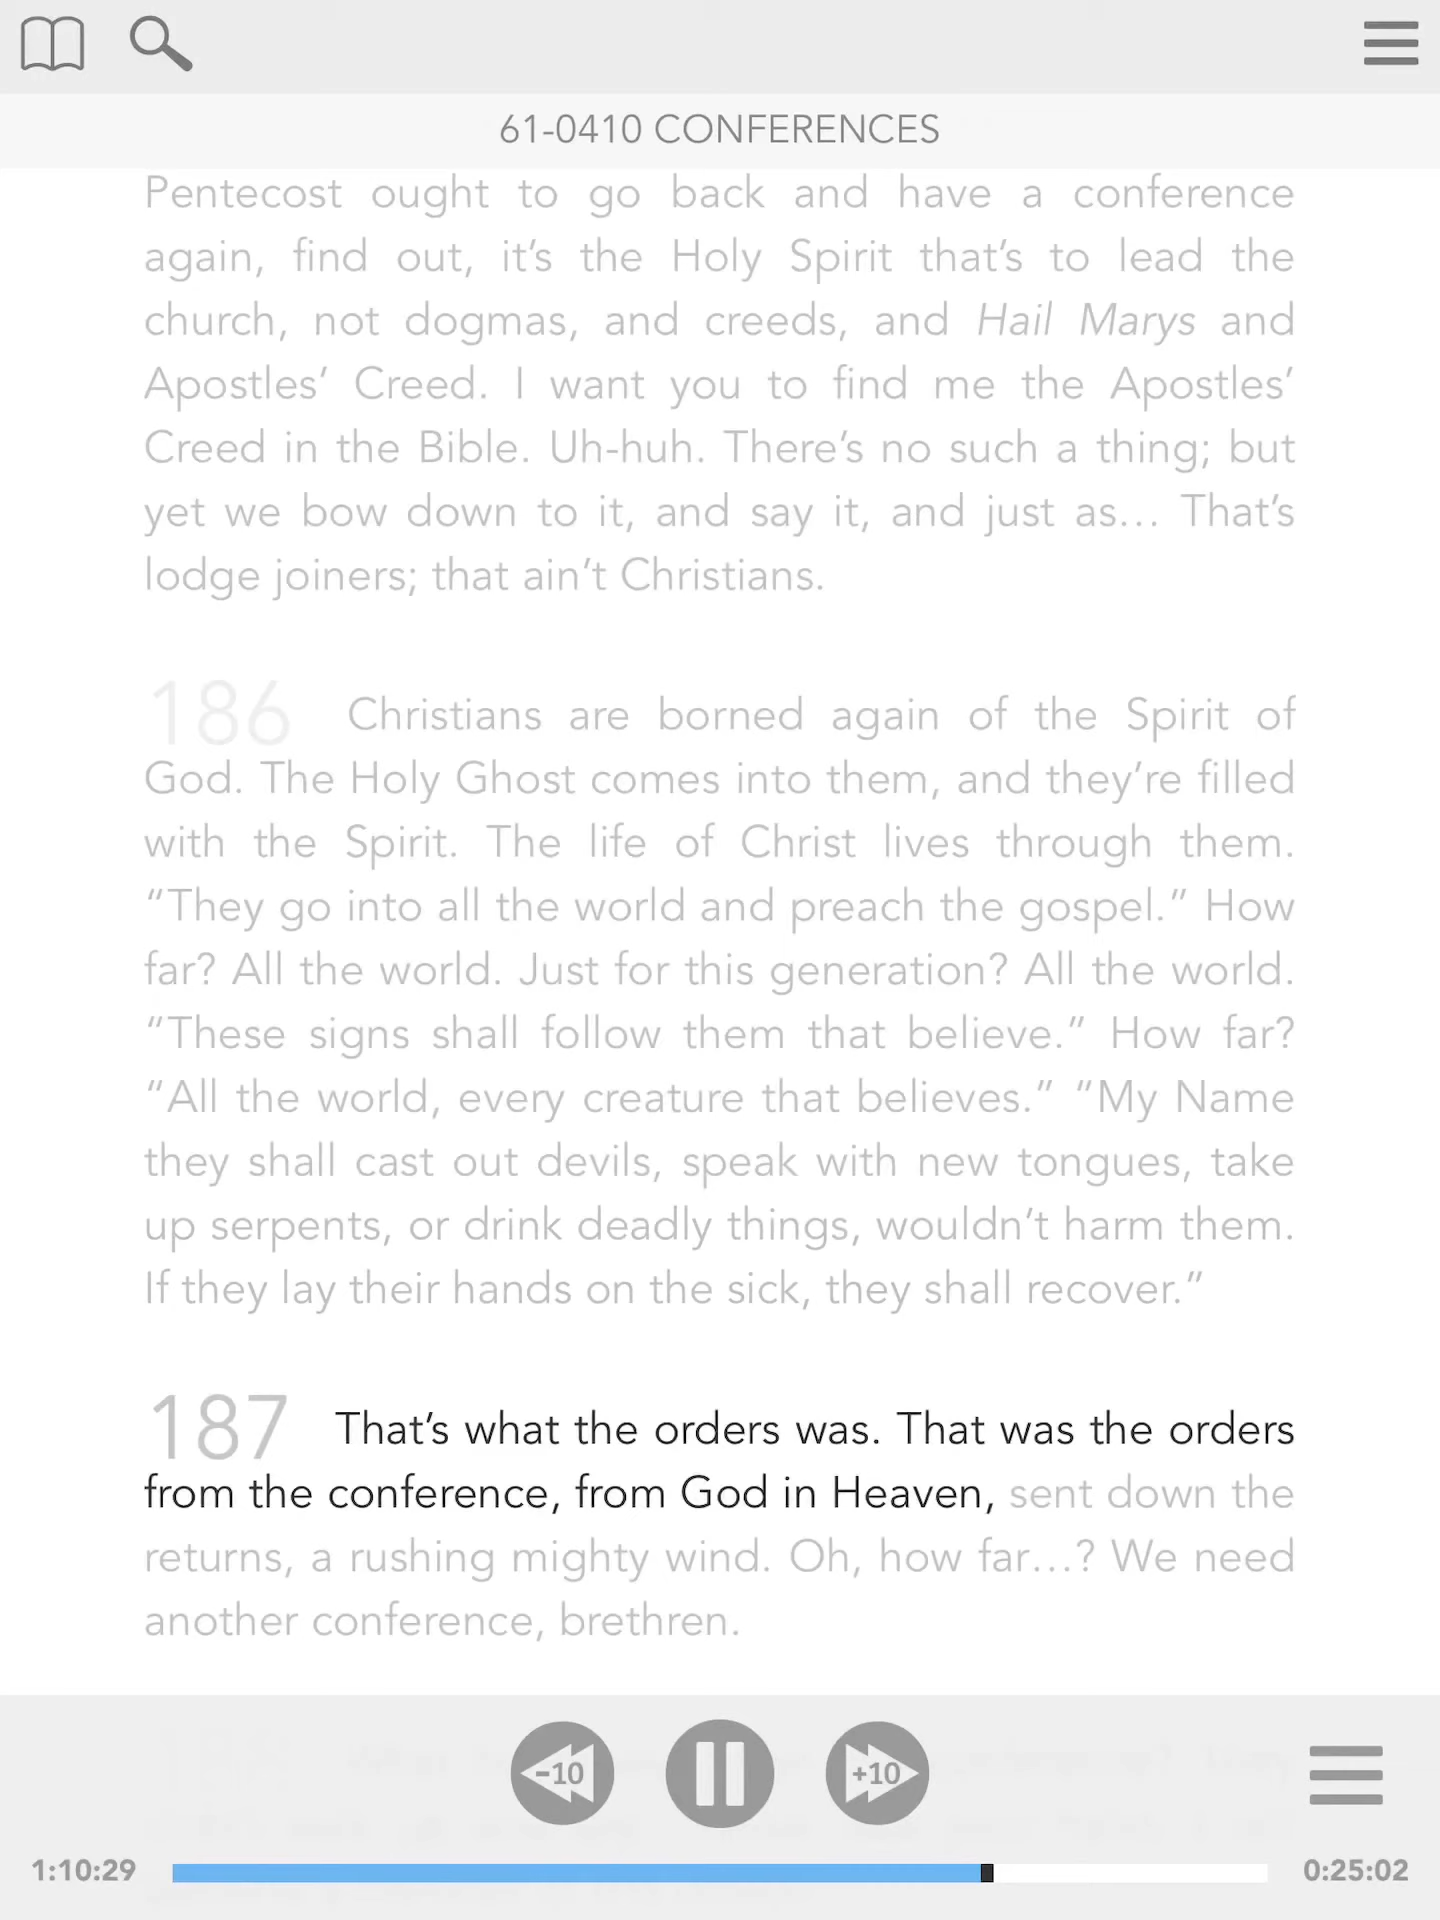 61-0410 CONFERENCES
Pentecost ought to go back and have a conference
again, find out, it's the Holy Spirit that's to lead the
church, not dogmas, and creeds, and Hail Marys and
Apostles' Creed. I want you to find me the Apostles'
Creed in the Bible. Uh-huh. There's no such a thing; but
yet we bow down to it, and say it, and just as… That's
lodge joiners; that ain't Christians.
186 Christians are borned again of the Spirit of
God. The Holy Ghost comes into them, and they're filled
with the Spirit. The life of Christ lives through them.
“They go into all the world and preach the gospel.” How
far? All the world. Just for this generation? All the world.
“These signs shall follow them that believe.” How far?
“All the world, every creature that believes.” “My Name
they shall cast out devils, speak with new tongues, take
up serpents, or drink deadly things, wouldn't harm them.
If they lay their hands on the sick, they shall recover.”
187 That's what the orders was. That was the orders
from the conference, from God in Heaven, sent down the
returns, a rushing mighty wind. Oh, how far…? We need
another conference, brethren.
-10 +10
1:10:29 0:25:02